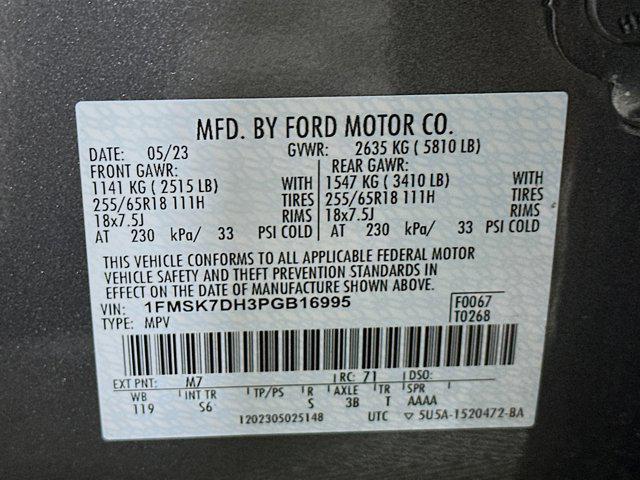 MFD. BY FORD MOTOR CO.
DATE: 05/23 GVWR: 2635 KG ( 5810 LB)
FRONT GAWR: REAR GAWR:
1141 KG ( 2515 LB) WITH 1547 KG ( 3410 LB) WITH
255/65R18 111H TIRES 255/65R18 111H TIRES
18x7.5J RIMS 18x7.5J RIMS
AT 230 kPa/ 33 PSI COLD AT 230 kPa/ 33 PSI COLD
THIS VEHICLE CONFORMS TO ALL APPLICABLE FEDERAL MOTOR
VEHICLE SAFETY AND THEFT PREVENTION STANDARDS IN
EFFECT ON THE DATE OF MANUFACTURE SHOWN ABOVE.
VIN: 1FMSK7DH3PGB16995 F0067
TYPE: MPV T0268
EXT PNT: M7 RC: 71 DSO:
WB INT TR TP/PS R AXLE TR SPR
119 S6 S 3B T AAAA
1202305025148 UTC ▽ 5U5A-1520472-BA